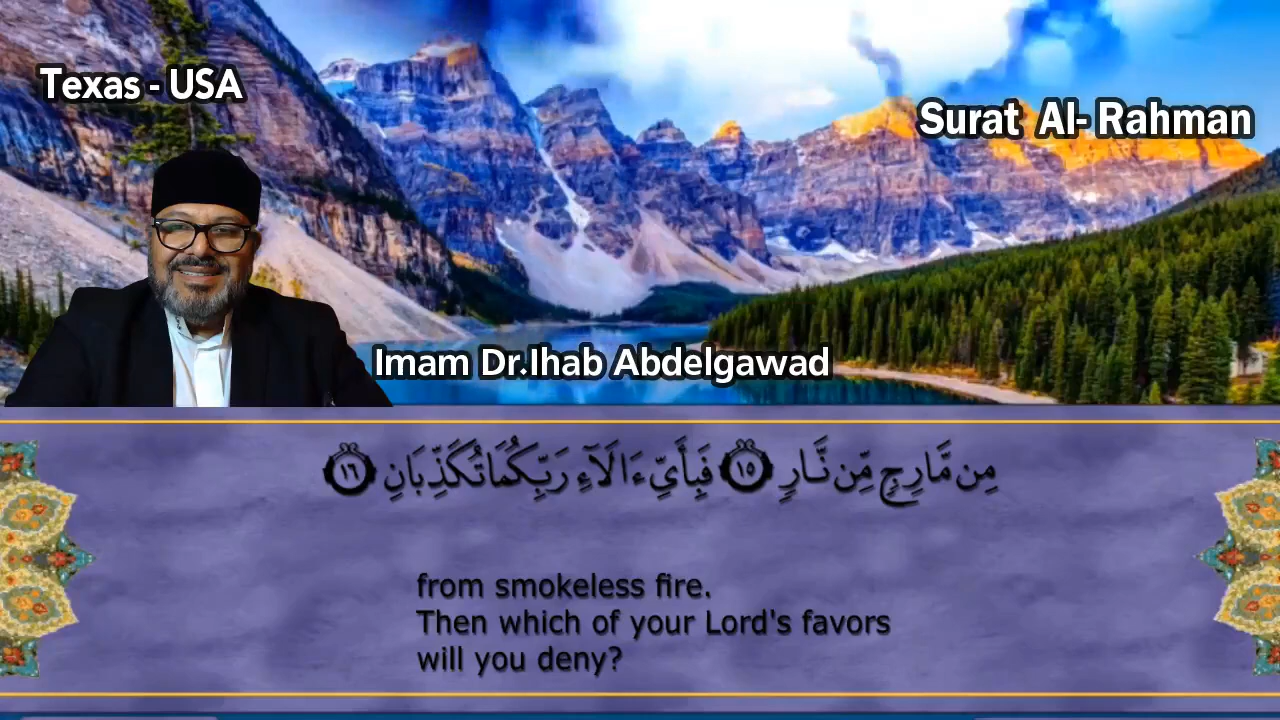 Texas - USA
Surat Al- Rahman
Imam Dr.Ihab Abdelgawad
مِن مَّارِجٍ مِّن نَّارٍ ١٥ فَبِأَيِّ ءَالَآءِ رَبِّكُمَا تُكَذِّبَانِ ١٦
from smokeless fire.
Then which of your Lord's favors
will you deny?